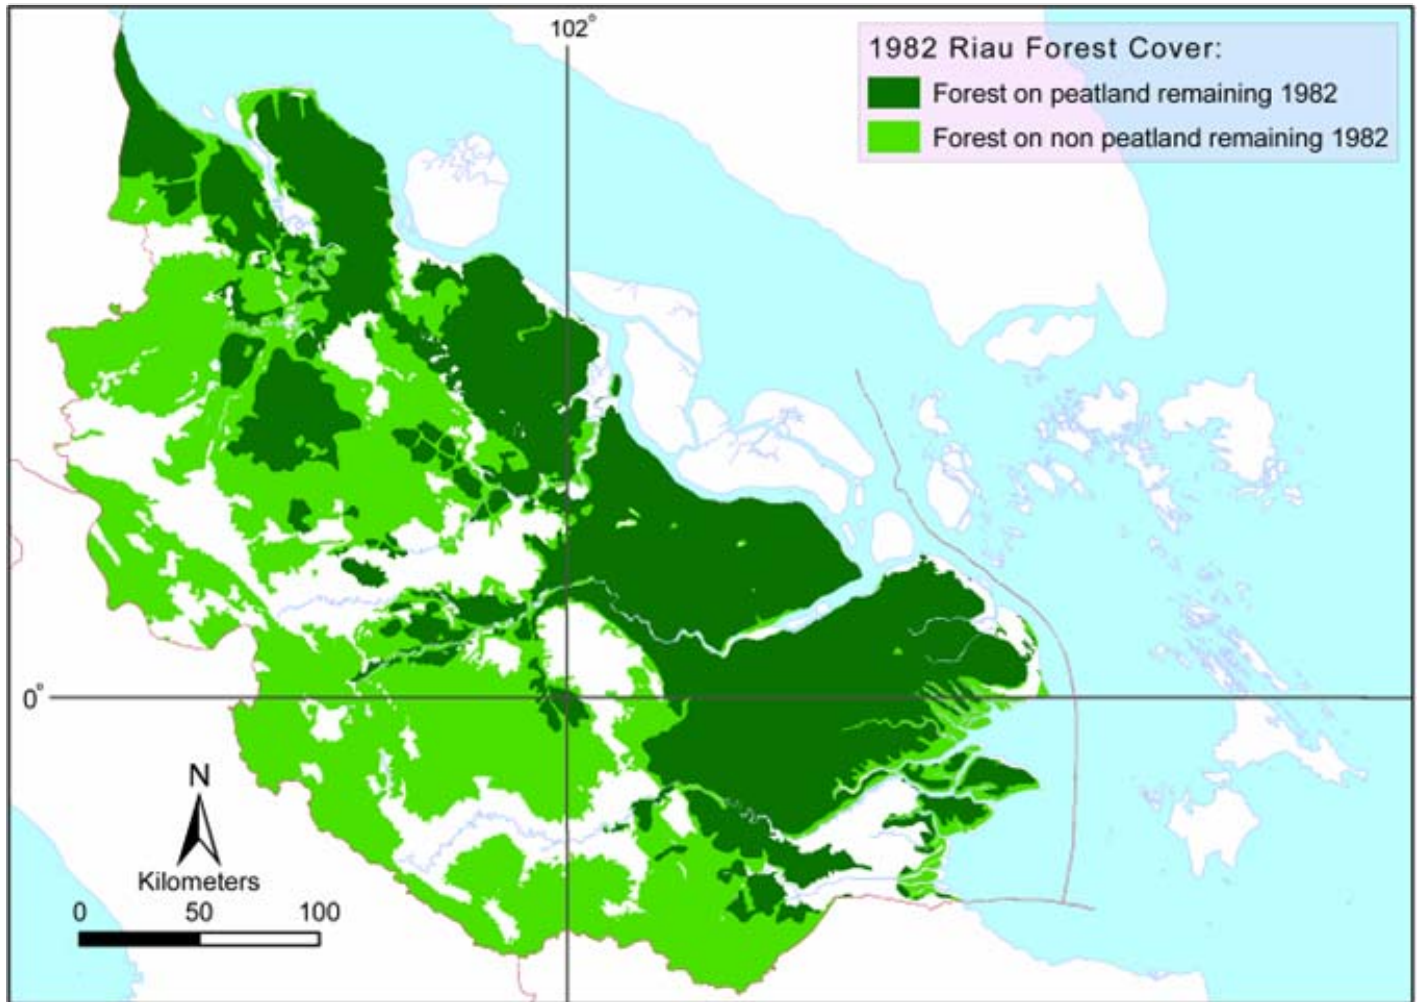 102°
1982 Riau Forest Cover:
Forest on peatland remaining 1982
Forest on non peatland remaining 1982
0°
N
Kilometers
0 50 100